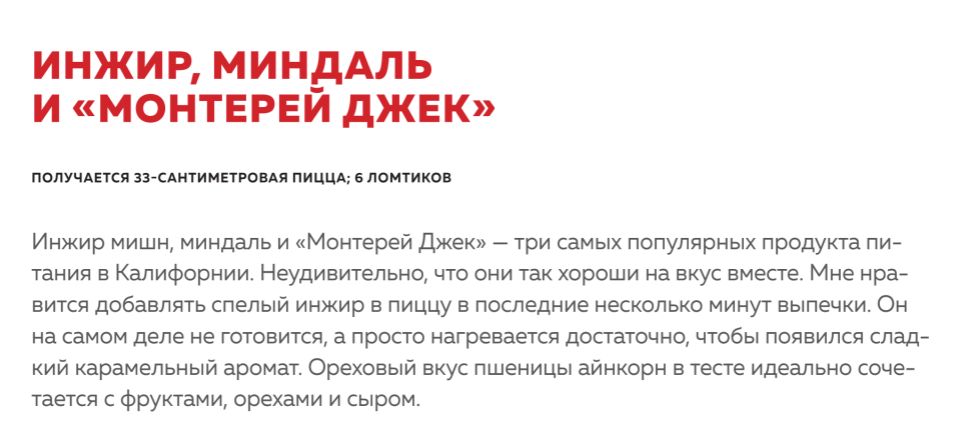 ИНЖИР, МИНДАЛЬ
И «МОНТЕРЕЙ ДЖЕК»
ПОЛУЧАЕТСЯ 33-САНТИМЕТРОВАЯ ПИЦЦА; 6 ЛОМТИКОВ
Инжир мишн, миндаль и «Монтерей Джек» — три самых популярных продукта пи-
тания в Калифорнии. Неудивительно, что они так хороши на вкус вместе. Мне нра-
вится добавлять спелый инжир в пиццу в последние несколько минут выпечки. Он
на самом деле не готовится, а просто нагревается достаточно, чтобы появился слад-
кий карамельный аромат. Ореховый вкус пшеницы айнкорн в тесте идеально соче-
тается с фруктами, орехами и сыром.